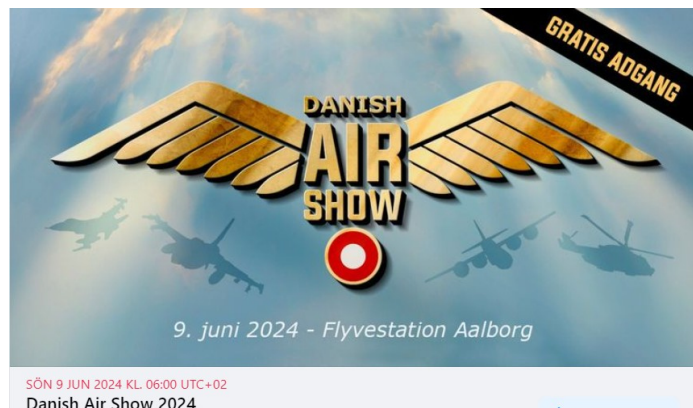 GRATIS ADGANG
DANISH
AIR
SHOW
9. juni 2024 - Flyvestation Aalborg
SÖN 9 JUN 2024 KL. 06:00 UTC+02
Danish Air Show 2024